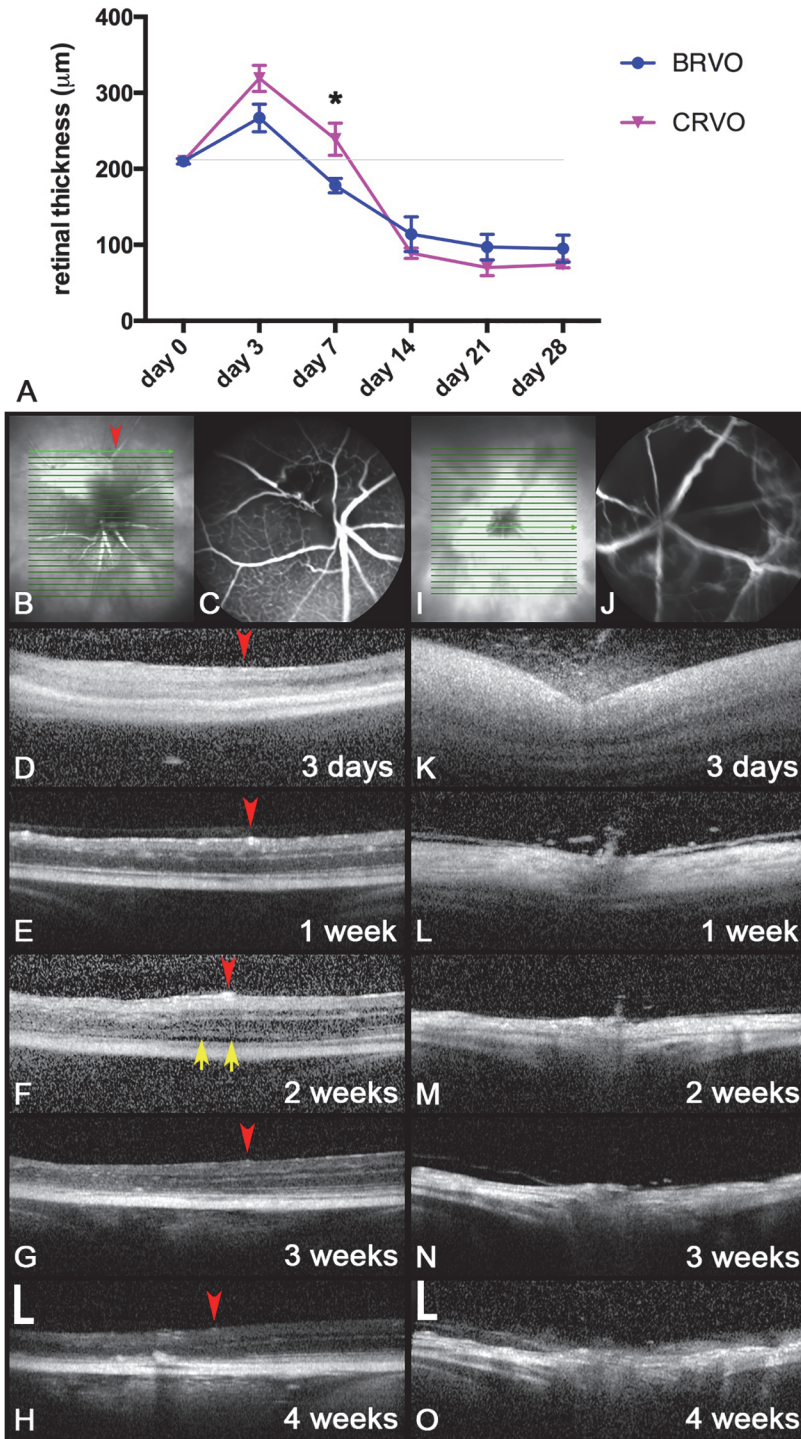 400
300
200
100
0
retinal thickness (μm)
*
BRVO
CRVO
day 0 day 3 day 7 day 14 day 21 day 28
A
B C I J
D 3 days K 3 days
E 1 week L 1 week
F 2 weeks M 2 weeks
G 3 weeks N 3 weeks
H 4 weeks O 4 weeks